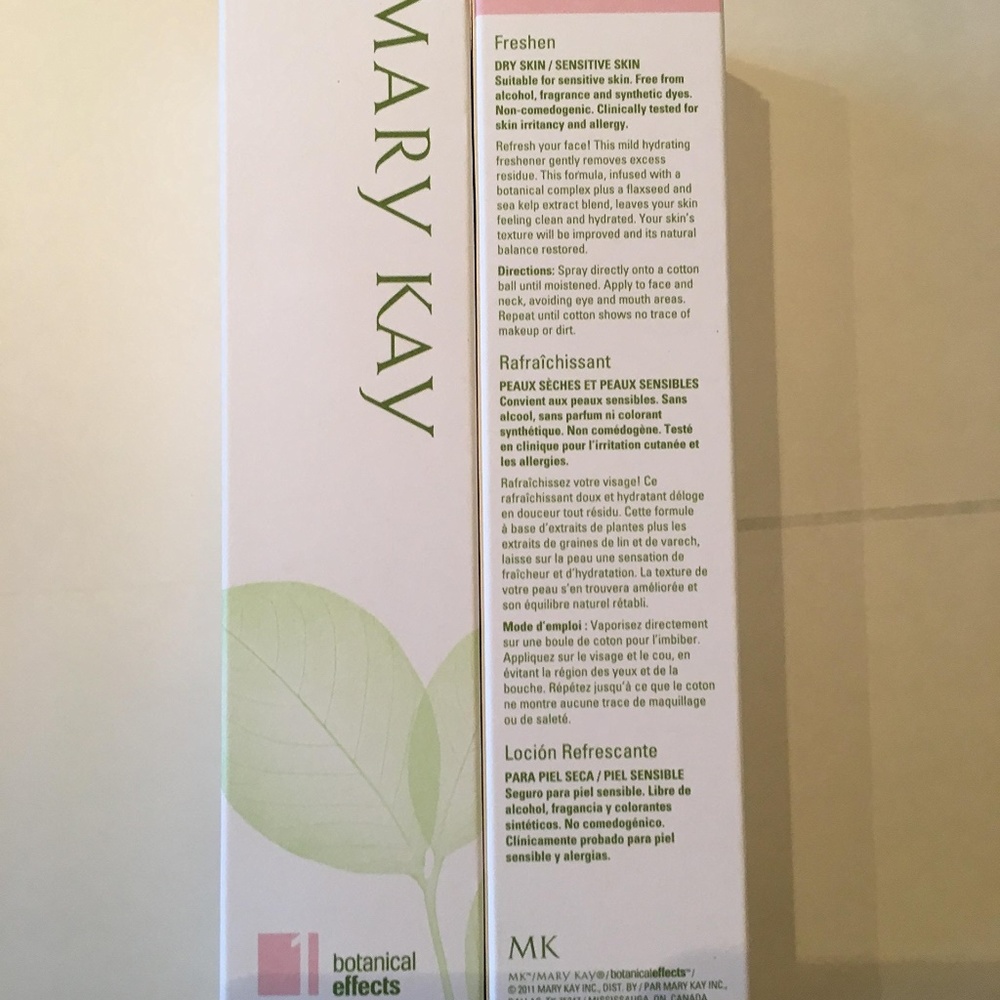 MARY KAY
1
botanical
effects
Freshen
DRY SKIN / SENSITIVE SKIN
Suitable for sensitive skin. Free from
alcohol, fragrance and synthetic dyes.
Non-comedogenic. Clinically tested for
skin irritancy and allergy.
Refresh your face! This mild hydrating
freshener gently removes excess
residue. This formula, infused with a
botanical complex plus a flaxseed and
sea kelp extract blend, leaves your skin
feeling clean and hydrated. Your skin's
texture will be improved and its natural
balance restored.
Directions: Spray directly onto a cotton
ball until moistened. Apply to face and
neck, avoiding eye and mouth areas.
Repeat until cotton shows no trace of
makeup or dirt.
Rafraîchissant
PEAUX SÈCHES ET PEAUX SENSIBLES
Convient aux peaux sensibles. Sans
alcool, sans parfum ni colorant
synthétique. Non comédogène. Testé
en clinique pour l'irritation cutanée et
les allergies.
Rafraîchissez votre visage! Ce
rafraîchissant doux et hydratant déloge
en douceur tout résidu. Cette formule
à base d'extraits de plantes plus les
extraits de graines de lin et de varech,
laisse sur la peau une sensation de
fraîcheur et d'hydratation. La texture de
votre peau s'en trouvera améliorée et
son équilibre naturel rétabli.
Mode d'emploi : Vaporisez directement
sur une boule de coton pour l'imbiber.
Appliquez sur le visage et le cou, en
évitant la région des yeux et de la
bouche. Répétez jusqu'à ce que le coton
ne montre aucune trace de maquillage
ou de saleté.
Loción Refrescante
PARA PIEL SECA / PIEL SENSIBLE
Seguro para piel sensible. Libre de
alcohol, fragancia y colorantes
sintéticos. No comedogénico.
Clínicamente probado para piel
sensible y alergias.
MK
MK™/MARY KAY®/botanicaleffects™/
© 2011 MARY KAY INC., DIST. BY / PAR MARY KAY INC.,
MISSISSAUGA, ON, CANADA